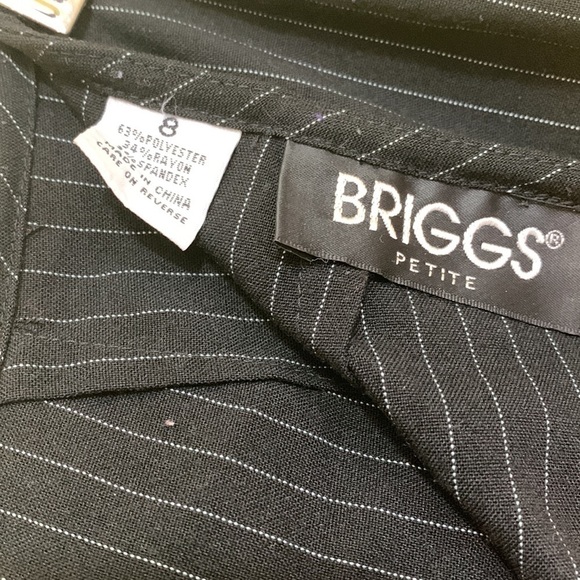 8
63%POLYESTER
34%RAYON
3%SPANDEX
MADE IN CHINA
CARE ON REVERSE
BRIGGS®
PETITE